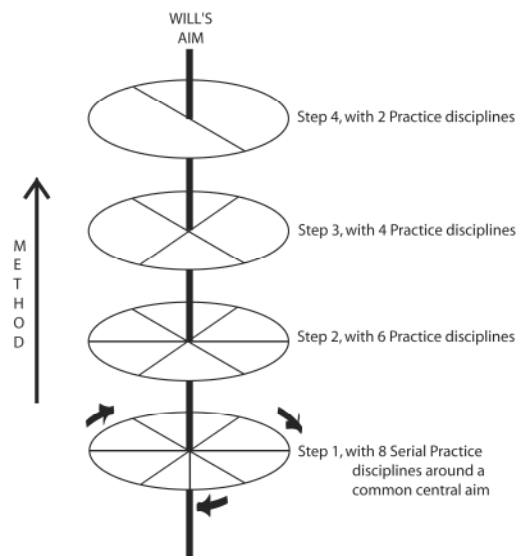 WILL'S
AIM
Step 4, with 2 Practice disciplines
Step 3, with 4 Practice disciplines
METHOD
Step 2, with 6 Practice disciplines
Step 1, with 8 Serial Practice
disciplines around a
common central aim